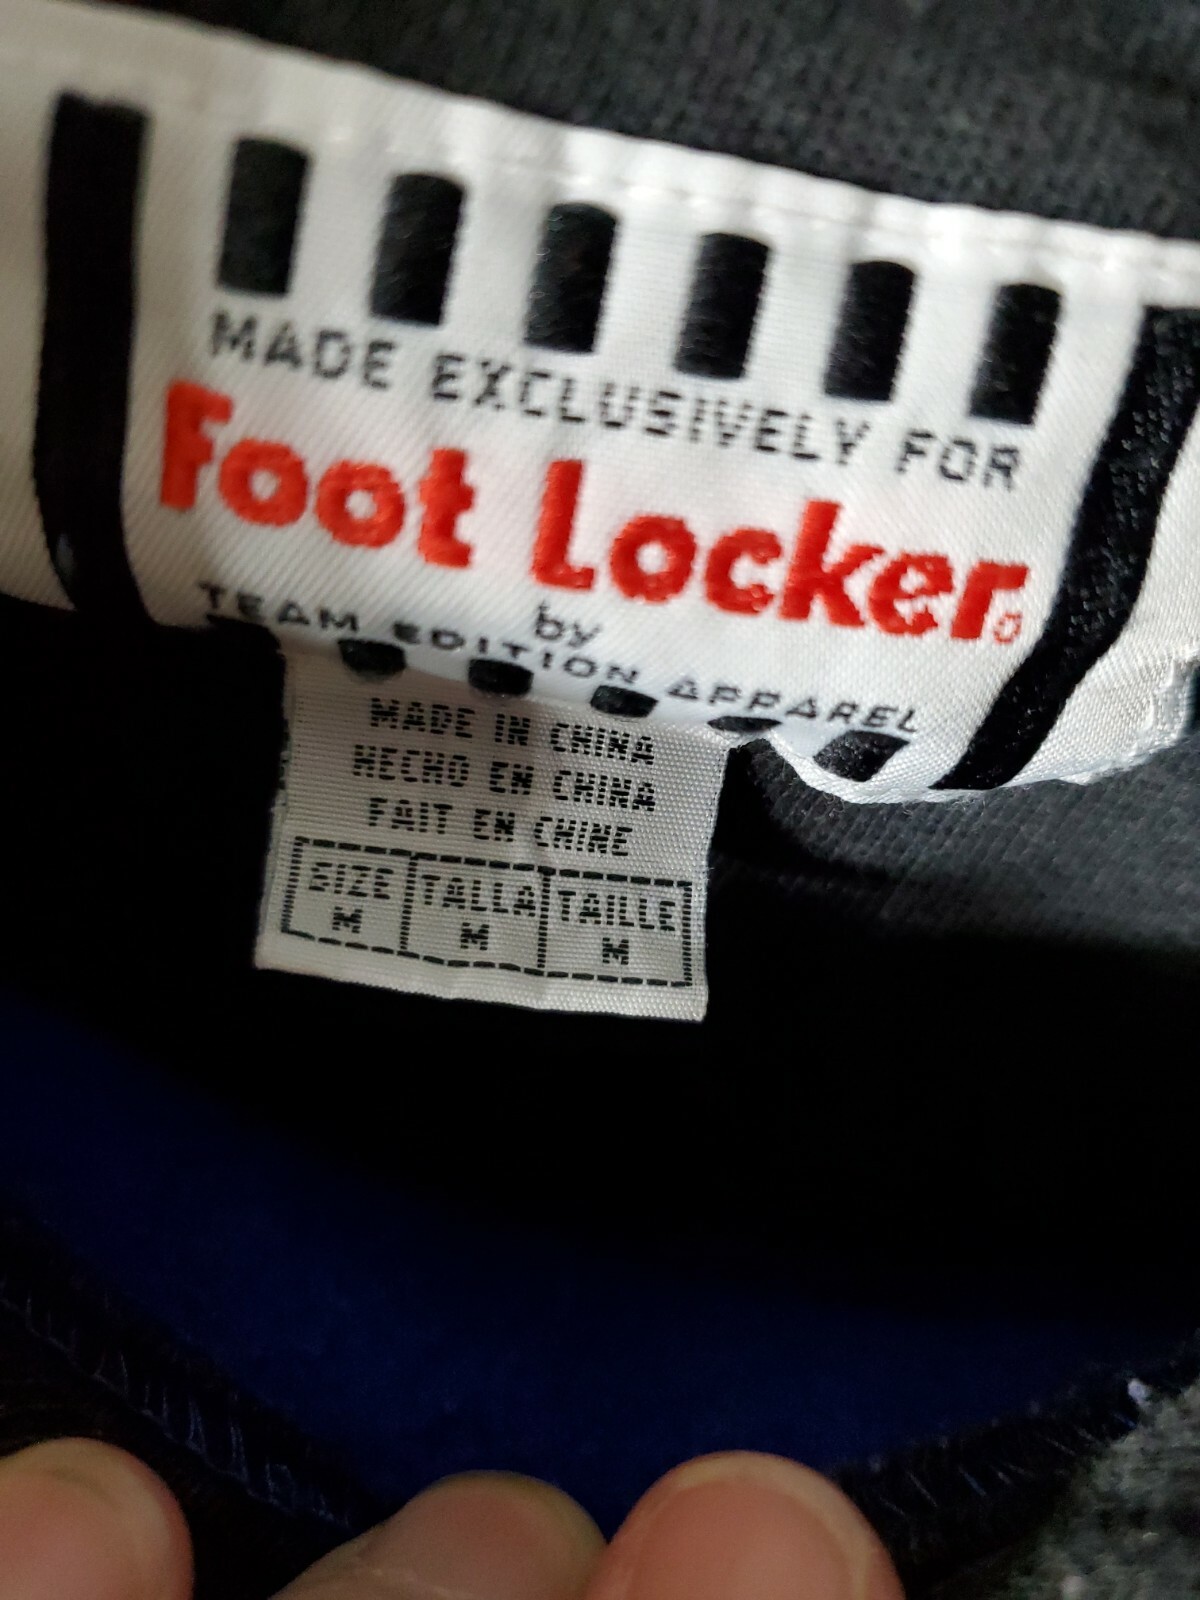 MADE EXCLUSIVELY FOR
Foot Locker®
by
TEAM EDITION APPAREL
MADE IN CHINA
HECHO EN CHINA
FAIT EN CHINE
SIZE TALLA TAILLE
M M M